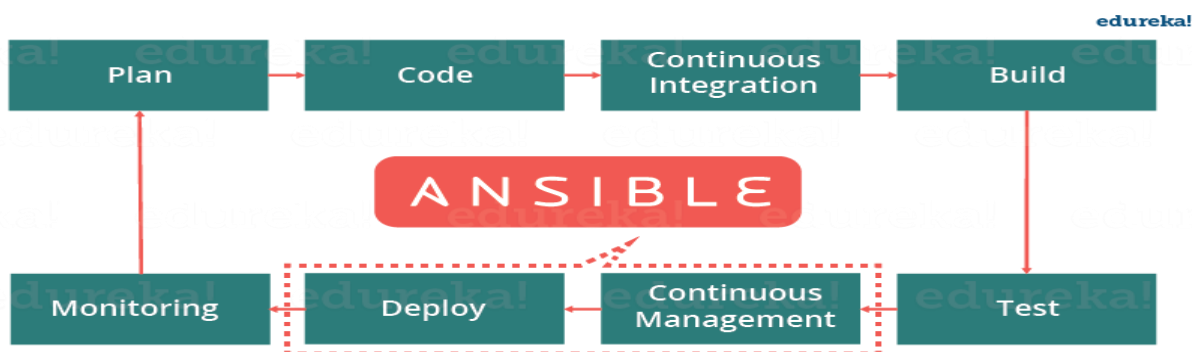 edureka!
Plan
Code
Continuous
Integration
Build
ANSIBLE
Monitoring
Deploy
Continuous
Management
Test